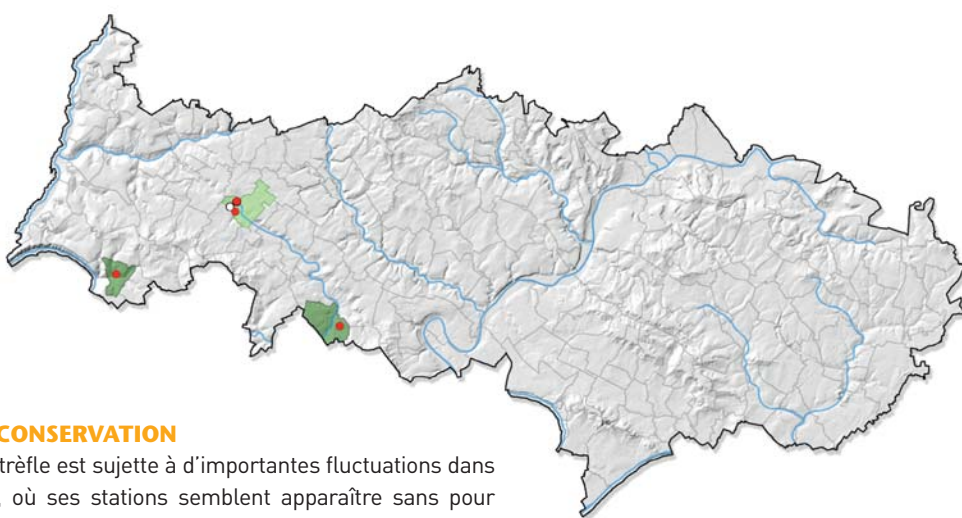 CONSERVATION
trèfle est sujette à d'importantes fluctuations dans
où ses stations semblent apparaître sans pour